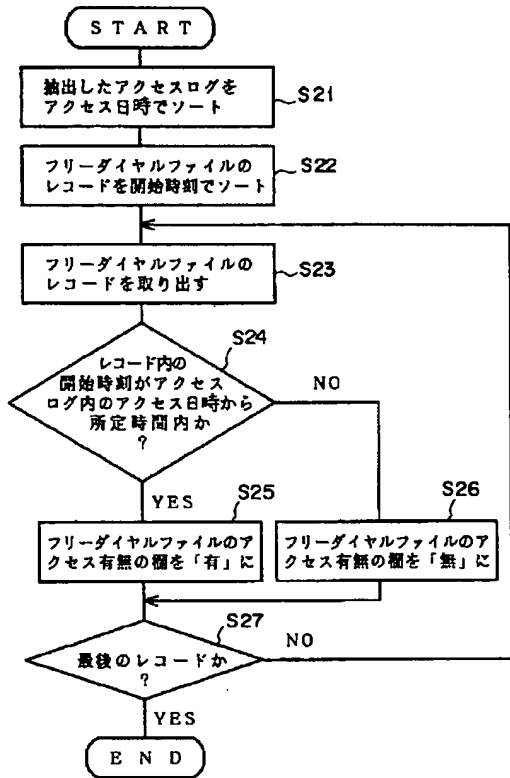 START
抽出したアクセスログを
アクセス日時でソート
S21
フリーダイヤルファイルの
レコードを開始時刻でソート
S22
フリーダイヤルファイルの
レコードを取り出す
S23
S24
レコード内の
開始時刻がアクセス
ログ内のアクセス日時から
所定時間内か
?
NO
YES
S25
フリーダイヤルファイルのア
クセス有無の欄を「有」に
S26
フリーダイヤルファイルのア
クセス有無の欄を「無」に
S27
最後のレコードか
?
NO
YES
END